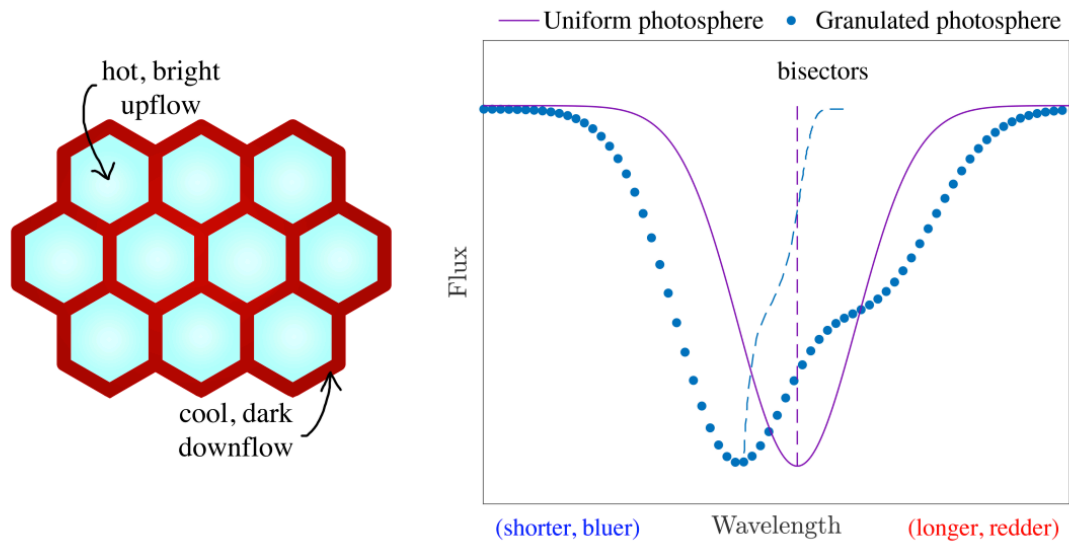 hot, bright
upflow
cool, dark
downflow
Uniform photosphere
Granulated photosphere
bisectors
Flux
(shorter, bluer)
Wavelength
(longer, redder)